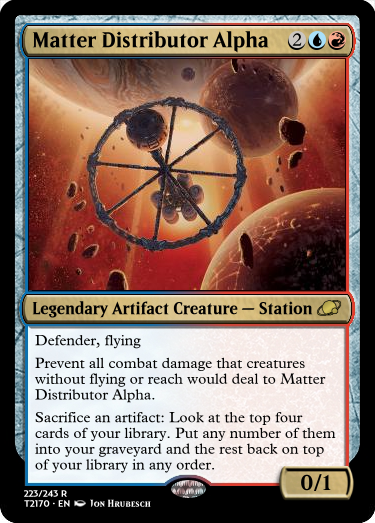 Matter Distributor Alpha 2
Legendary Artifact Creature — Station
Defender, flying
Prevent all combat damage that creatures
without flying or reach would deal to Matter
Distributor Alpha.
Sacrifice an artifact: Look at the top four
cards of your library. Put any number of them
into your graveyard and the rest back on
top of your library in any order.
0/1
223/243 R
T2170 · EN Jon Hrubesch